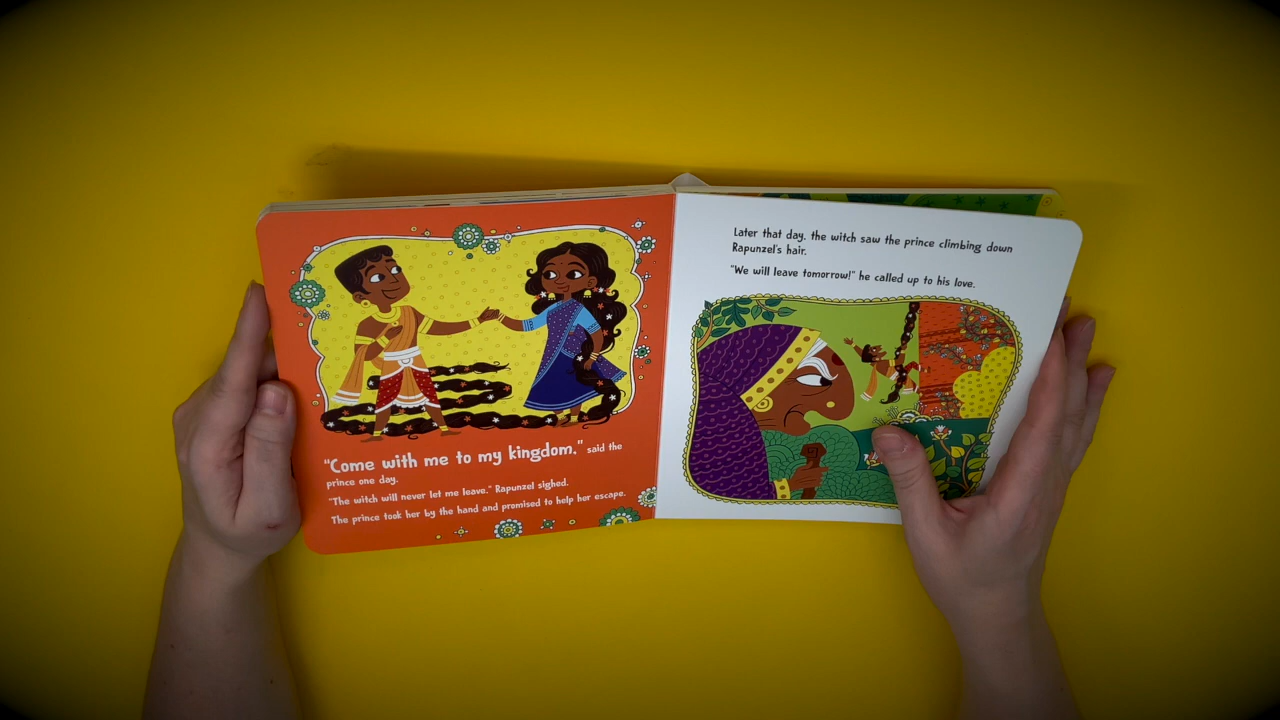 "Come with me to my kingdom," said the
prince one day.
"The witch will never let me leave." Rapunzel sighed.
The prince took her by the hand and promised to help her escape.
Later that day, the witch saw the prince climbing down
Rapunzel's hair.
"We will leave tomorrow!" he called up to his love.